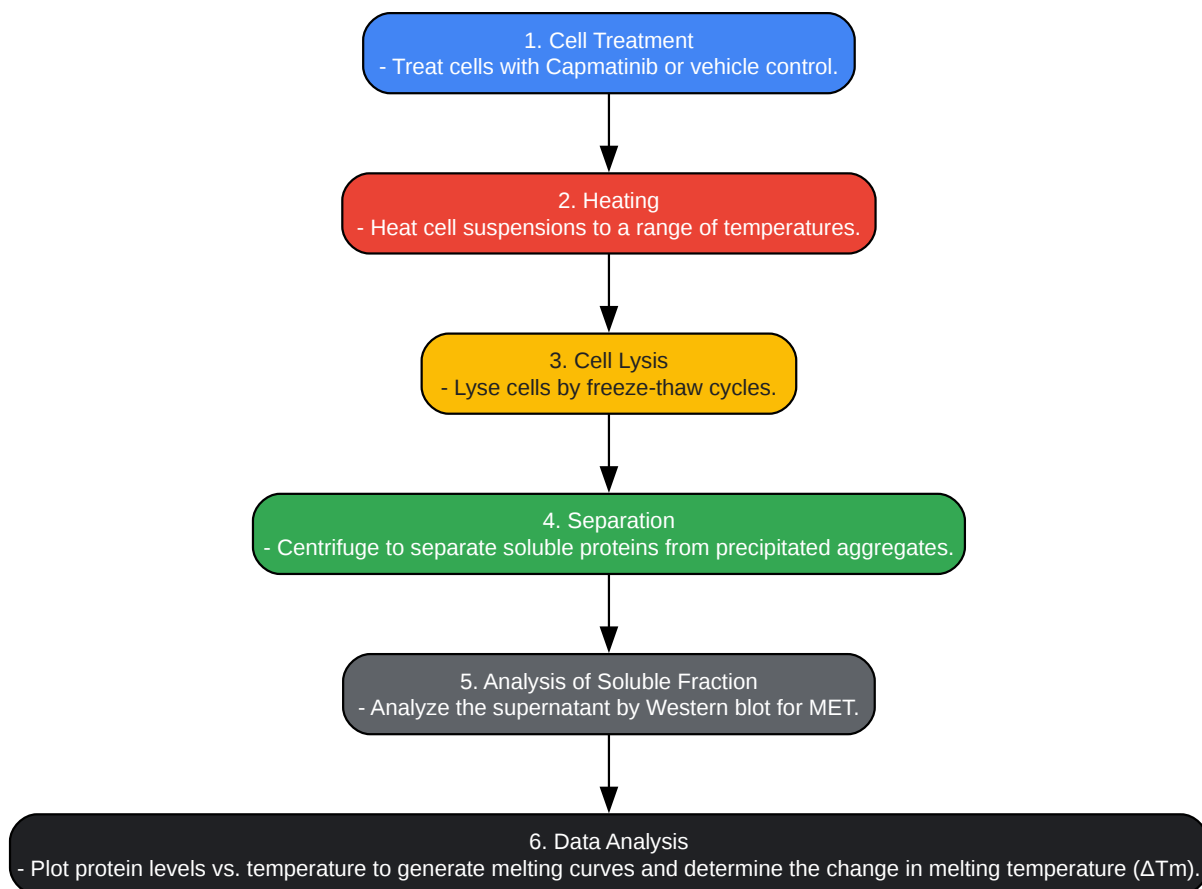 1. Cell Treatment
- Treat cells with Capmatinib or vehicle control.
2. Heating
- Heat cell suspensions to a range of temperatures.
3. Cell Lysis
- Lyse cells by freeze-thaw cycles.
4. Separation
- Centrifuge to separate soluble proteins from precipitated aggregates.
5. Analysis of Soluble Fraction
- Analyze the supernatant by Western blot for MET.
6. Data Analysis
- Plot protein levels vs. temperature to generate melting curves and determine the change in melting temperature (ΔTm).